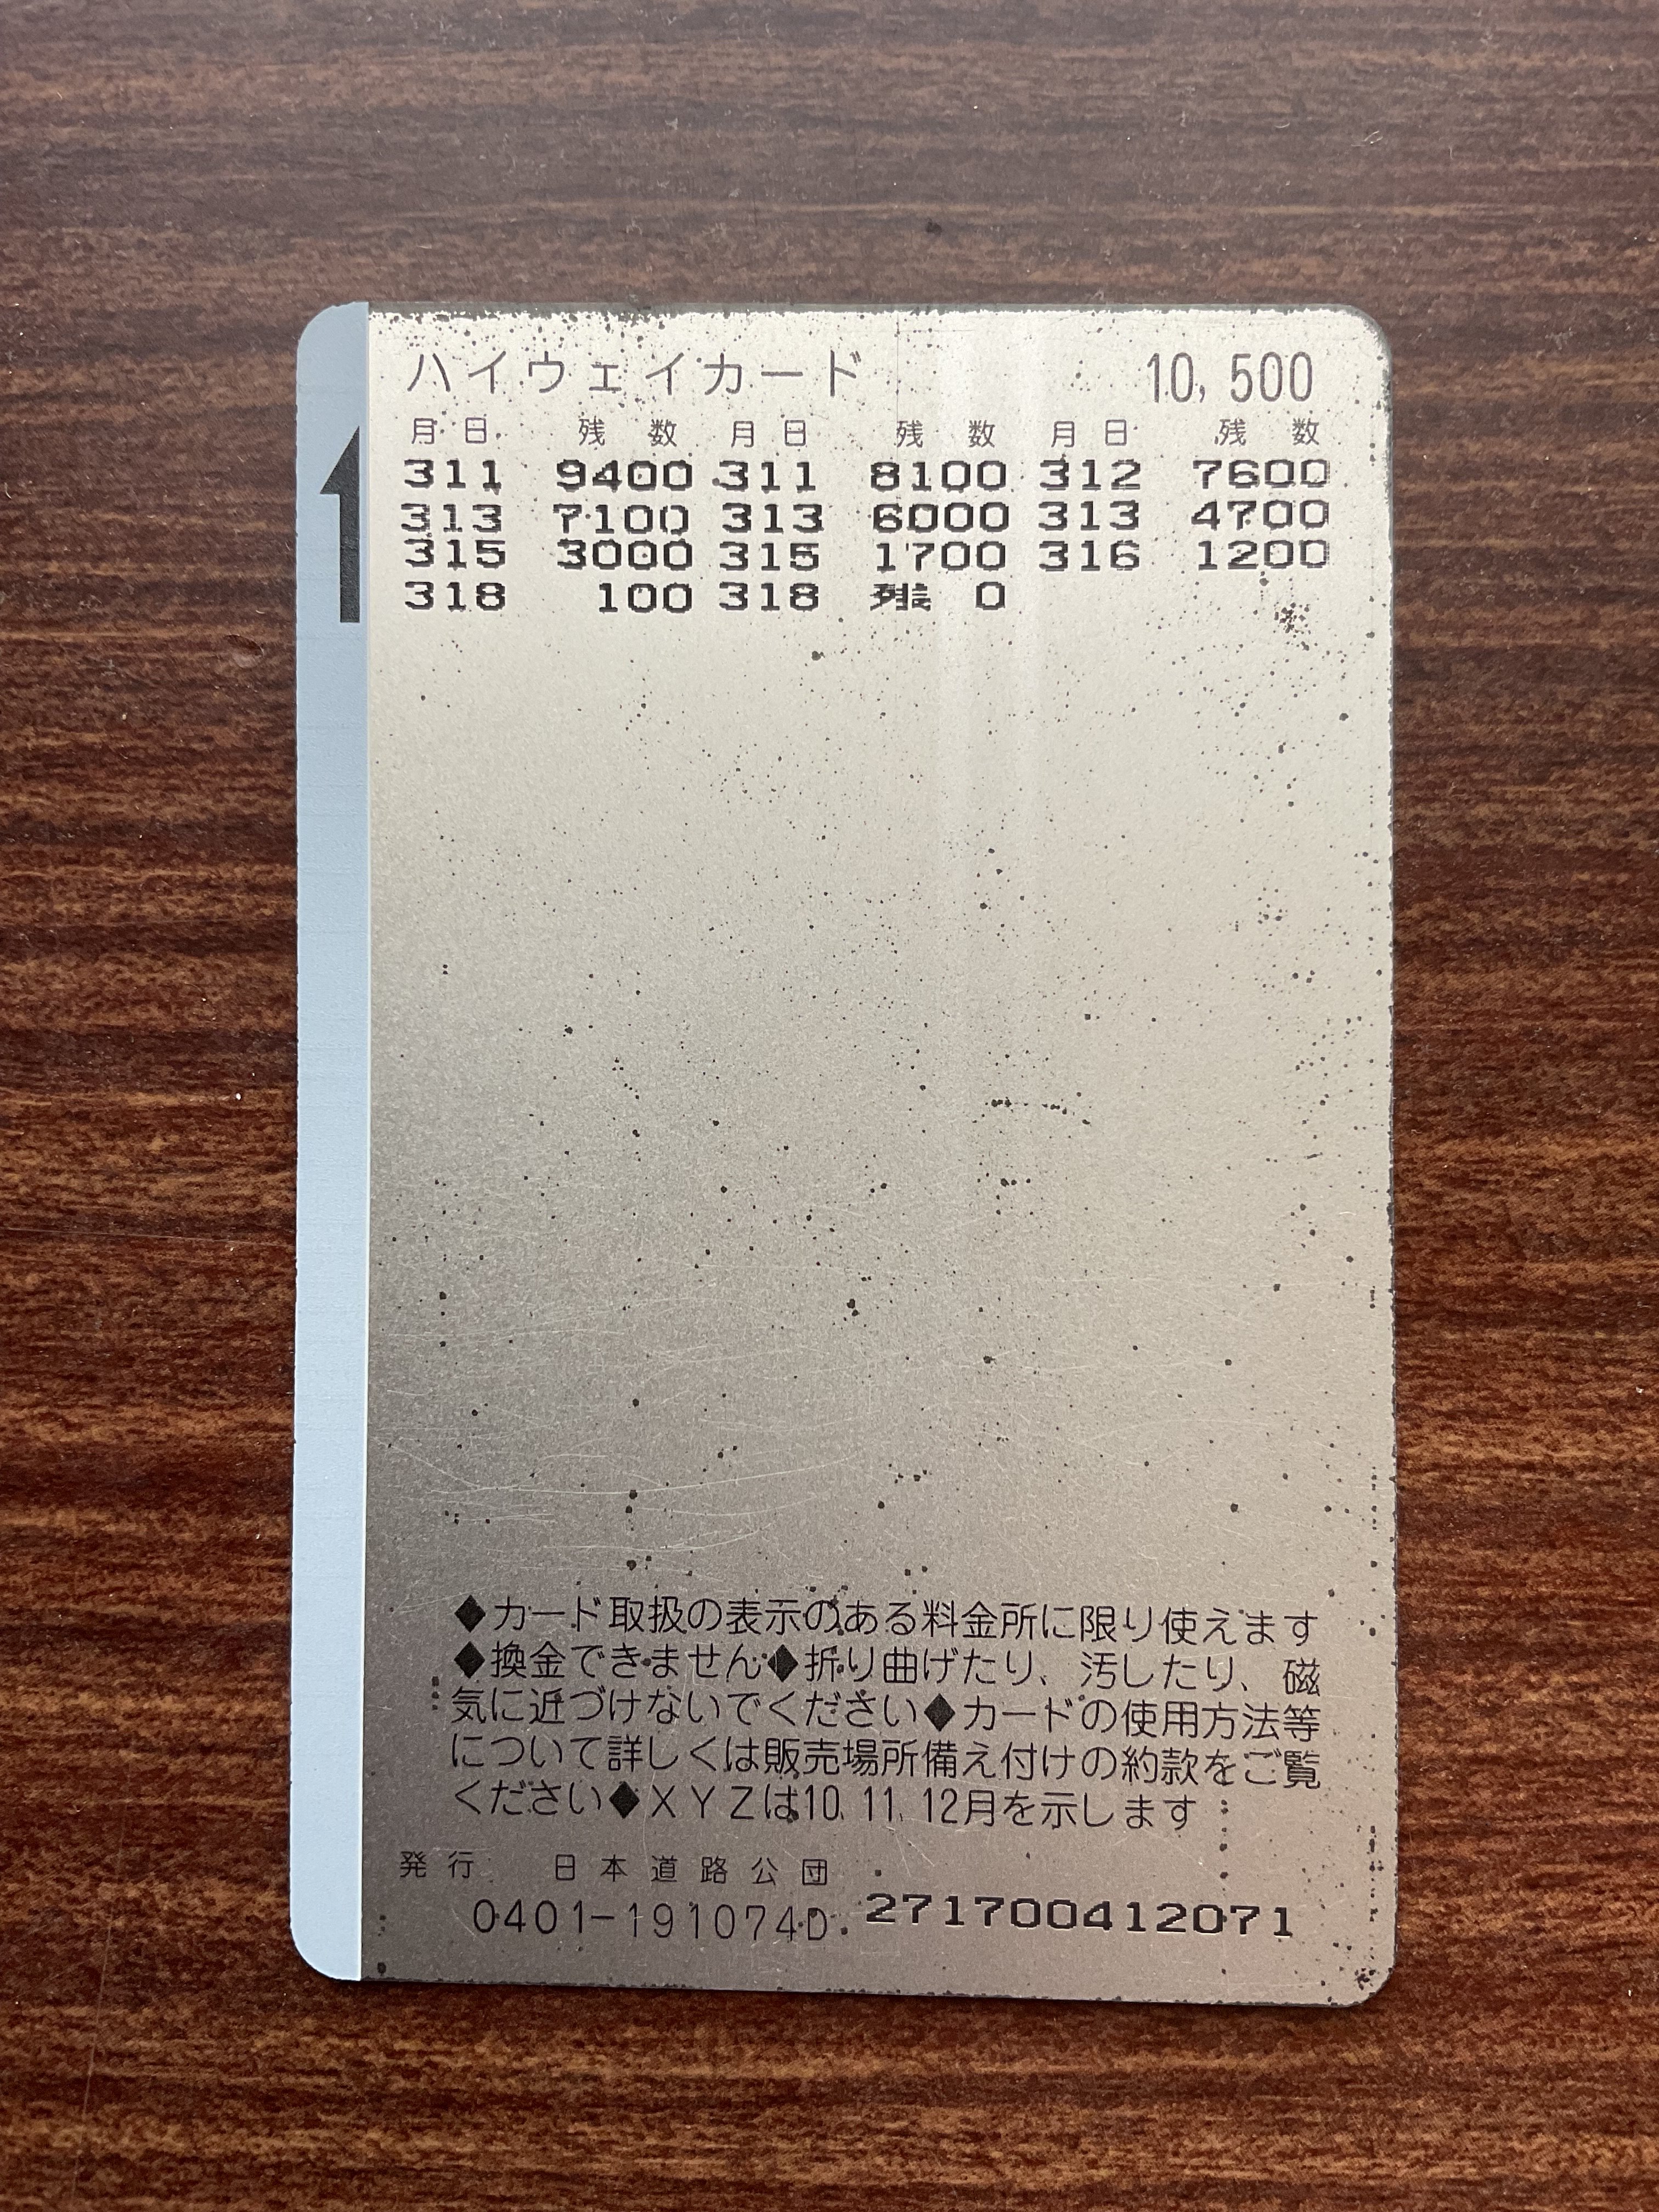 ハイウェイカード 10,500
月日 残数 月日 残数 月日 残数
311 9400 311 8100 312 7600
313 7100 313 6000 313 4700
315 3000 315 1700 316 1200
318 100 318 残 0
◆カード取扱の表示のある料金所に限り使えます
◆換金できません◆折り曲げたり、汚したり、磁
気に近づけないでください◆カードの使用方法等
について詳しくは販売場所備え付けの約款をご覧
ください◆XYZは10、11、12月を示します
発行 日本道路公団
0401-191074D 271700412071